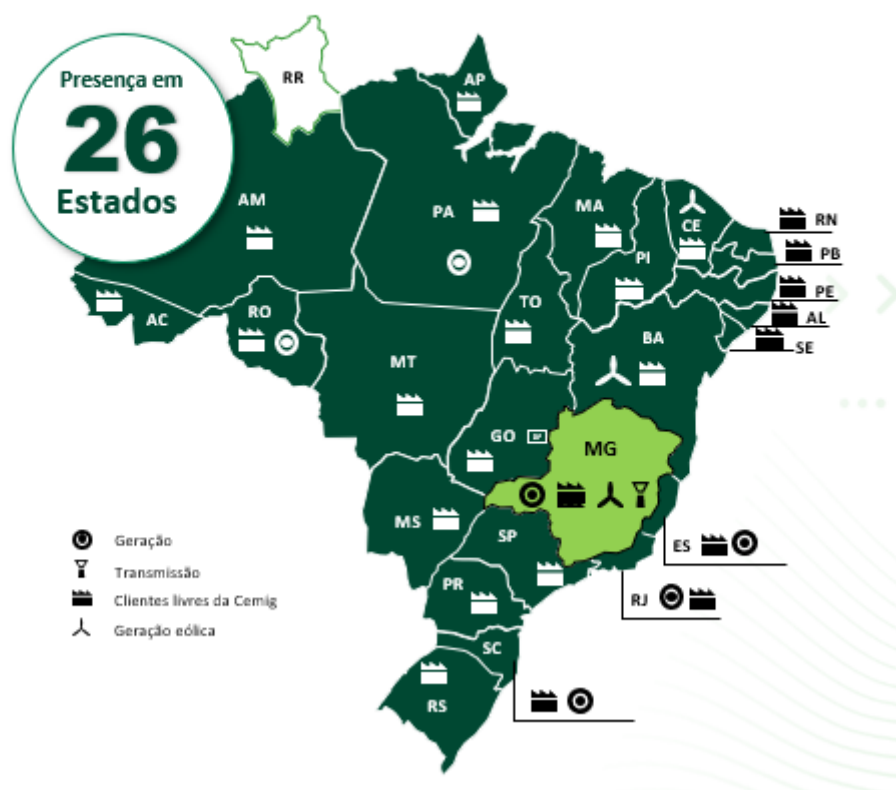 Presença em
26
Estados
RR
AP
AM
PA
MA
CE
RN
PI
PB
PE
AL
SE
TO
AC
RO
BA
MT
GO
DF
MG
MS
SP
ES
RJ
PR
SC
RS
Geração
Transmissão
Clientes livres da Cemig
Geração eólica